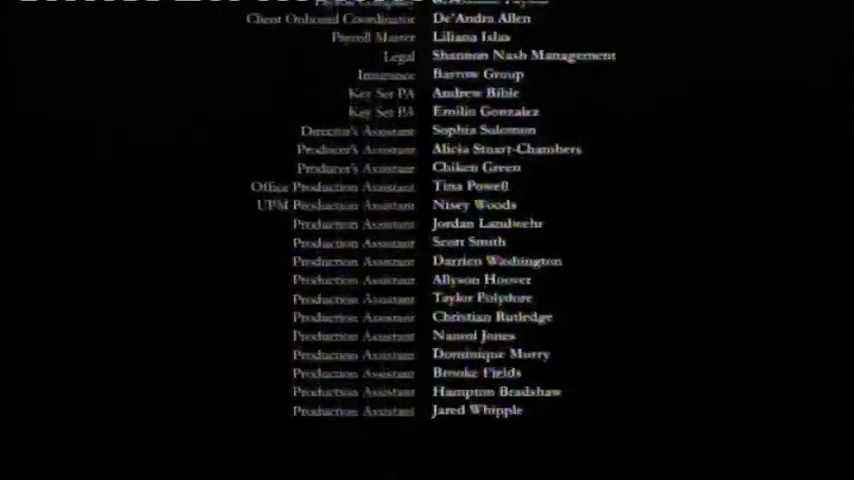 Client Onboard Coordinator De'Andra Allen
Payroll Master Liliana Islas
Legal Shannon Nash Management
Insurance Barrow Group
Key Set PA Andrew Bible
Key Set PA Emilio Gonzalez
Director's Assistant Sophia Solomon
Producer's Assistant Alicia Stuart-Chambers
Producer's Assistant Chiken Green
Office Production Assistant Tina Powell
UPM Production Assistant Nisey Woods
Production Assistant Jordan Landwehr
Production Assistant Scott Smith
Production Assistant Darrien Washington
Production Assistant Allyson Hoover
Production Assistant Taylor Polydore
Production Assistant Christian Rutledge
Production Assistant Naomi Jones
Production Assistant Dominique Murry
Production Assistant Brooke Fields
Production Assistant Hampton Bradshaw
Production Assistant Jared Whipple